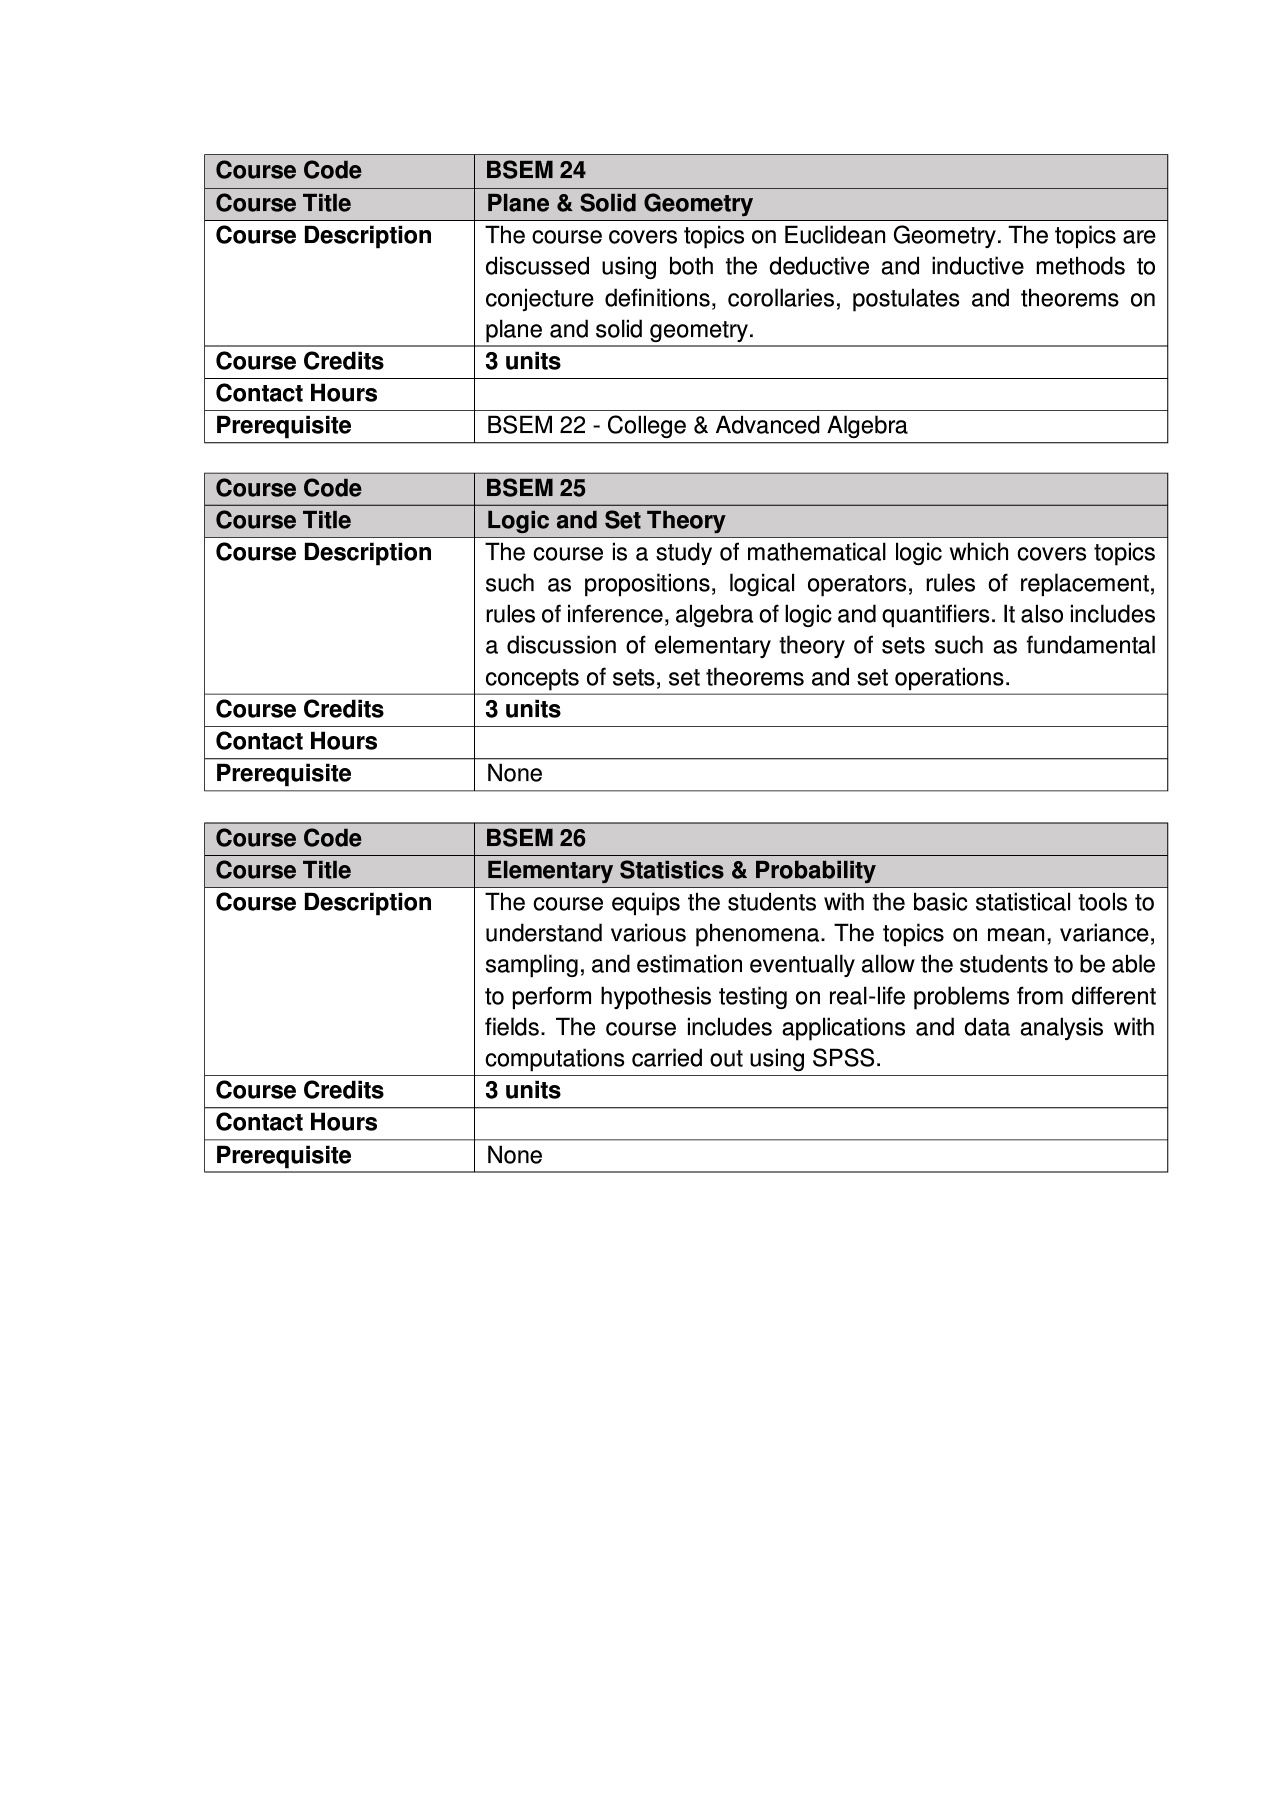 Course Code BSEM 24
Course Title Plane & Solid Geometry
Course Description The course covers topics on Euclidean Geometry. The topics are
discussed using both the deductive and inductive methods to
conjecture definitions, corollaries, postulates and theorems on
plane and solid geometry.
Course Credits 3 units
Contact Hours
Prerequisite BSEM 22 - College & Advanced Algebra
Course Code BSEM 25
Course Title Logic and Set Theory
Course Description The course is a study of mathematical logic which covers topics
such as propositions, logical operators, rules of replacement,
rules of inference, algebra of logic and quantifiers. It also includes
a discussion of elementary theory of sets such as fundamental
concepts of sets, set theorems and set operations.
Course Credits 3 units
Contact Hours
Prerequisite None
Course Code BSEM 26
Course Title Elementary Statistics & Probability
Course Description The course equips the students with the basic statistical tools to
understand various phenomena. The topics on mean, variance,
sampling, and estimation eventually allow the students to be able
to perform hypothesis testing on real-life problems from different
fields. The course includes applications and data analysis with
computations carried out using SPSS.
Course Credits 3 units
Contact Hours
Prerequisite None